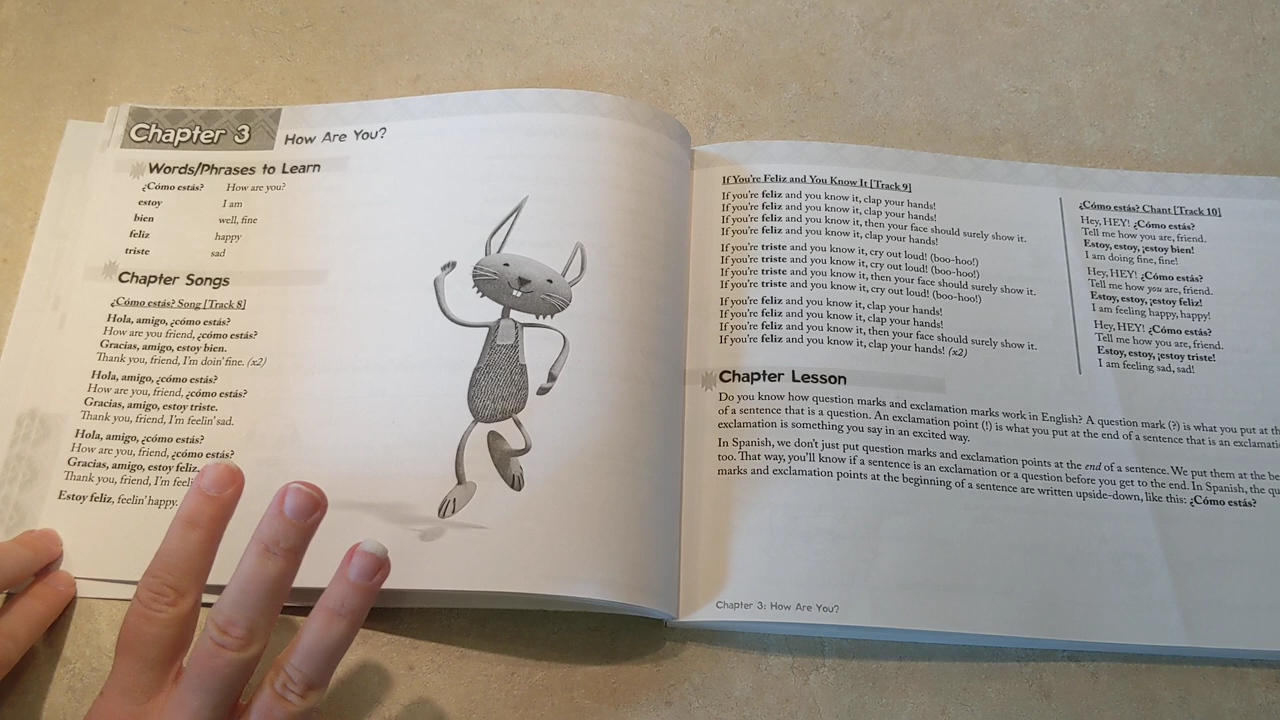 Chapter 3 How Are You?
Words/Phrases to Learn
¿Cómo estás? How are you?
estoy I am
bien well, fine
feliz happy
triste sad
Chapter Songs
¿Cómo estás? Song [Track 8]
Hola, amigo, ¿cómo estás?
How are you friend, ¿cómo estás?
Gracias, amigo, estoy bien.
Thank you, friend, I'm doin' fine. (x2)
Hola, amigo, ¿cómo estás?
How are you, friend, ¿cómo estás?
Gracias, amigo, estoy triste.
Thank you, friend, I'm feelin' sad.
Hola, amigo, ¿cómo estás?
How are you, friend, ¿cómo estás?
Gracias, amigo, estoy feliz.
Thank you, friend, I'm
Estoy feliz, feelin' happy.
If You're Feliz and You Know It [Track 9]
If you're feliz and you know it, clap your hands!
If you're feliz and you know it, clap your hands!
If you're feliz and you know it, then your face should surely show it.
If you're feliz and you know it, clap your hands!
If you're triste and you know it, cry out loud! (boo-hoo!)
If you're triste and you know it, cry out loud! (boo-hoo!)
If you're triste and you know it, then your face should surely show it.
If you're triste and you know it, cry out loud! (boo-hoo!)
If you're feliz and you know it, clap your hands!
If you're feliz and you know it, clap your hands!
If you're feliz and you know it, then your face should surely show it.
If you're feliz and you know it, clap your hands! (x2)
¿Cómo estás? Chant [Track 10]
Hey, HEY! ¿Cómo estás?
Tell me how you are, friend.
Estoy, estoy, ¡estoy bien!
I am doing fine, fine!
Hey, HEY! ¿Cómo estás?
Tell me how you are, friend.
Estoy, estoy, ¡estoy feliz!
I am feeling happy, happy!
Hey, HEY! ¿Cómo estás?
Tell me how you are, friend.
Estoy, estoy, ¡estoy triste!
I am feeling sad, sad!
Chapter Lesson
Do you know how question marks and exclamation marks work in English? A question mark (?) is what you put at the
of a sentence that is a question. An exclamation point (!) is what you put at the end of a sentence that is an
exclamation is something you say in an excited way.
In Spanish, we don't just put question marks and exclamation points at the end of a sentence. We put them at the
too. That way, you'll know if a sentence is an exclamation or a question before you get to the end. In Spanish, the
marks and exclamation points at the beginning of a sentence are written upside-down, like this: ¿Cómo estás?
Chapter 3: How Are You?